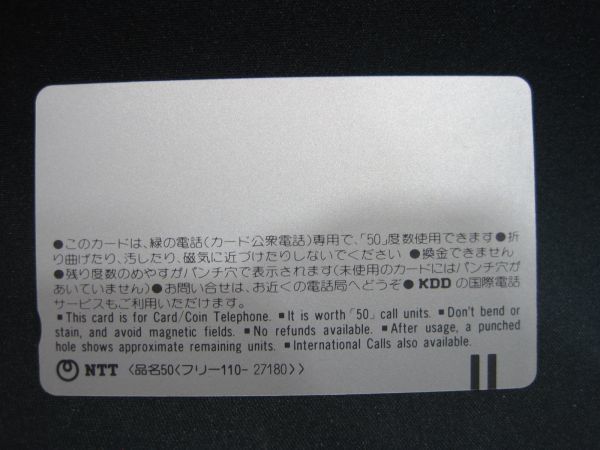 ●このカードは、緑の電話(カード公衆電話)専用で、「50」度数使用できます●折
り曲げたり、汚したり、磁気に近づけたりしないでください ●換金できません
●残り度数のめやすがパンチ穴で表示されます(未使用のカードにはパンチ穴が
あいていません)●お問い合せは、お近くの電話局へどうぞ● KDD の国際電話
サービスもご利用いただけます。
■ This card is for Card/Coin Telephone. ■ It is worth「50」call units. ■ Don't bend or
stain, and avoid magnetic fields. ■ No refunds available. ■ After usage, a punched
hole shows approximate remaining units. ■ International Calls also available.
NTT 〈品名50〈フリー110- 27180〉〉